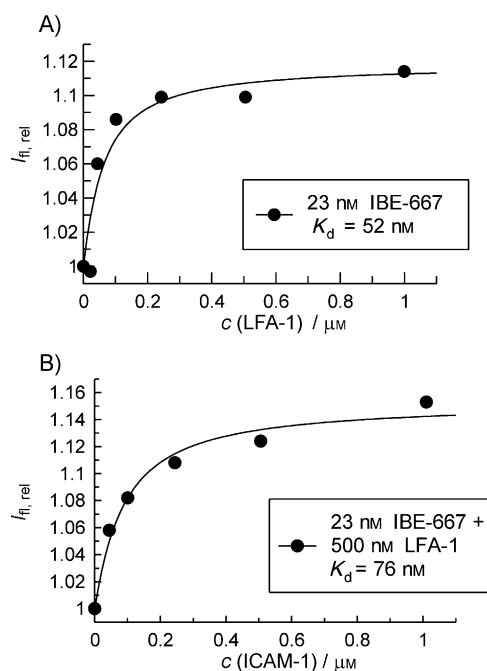 A)
1.12
1.1
1.08
1.06
1.04
1.02
1
I fl, rel
23 nM IBE-667
Kd = 52 nM
0 0.2 0.4 0.6 0.8 1
c (LFA-1) / μM
B)
1.16
1.14
1.12
1.1
1.08
1.06
1.04
1.02
1
I fl, rel
23 nM IBE-667 +
500 nM LFA-1
Kd = 76 nM
0 0.2 0.4 0.6 0.8 1
c (ICAM-1) / μM